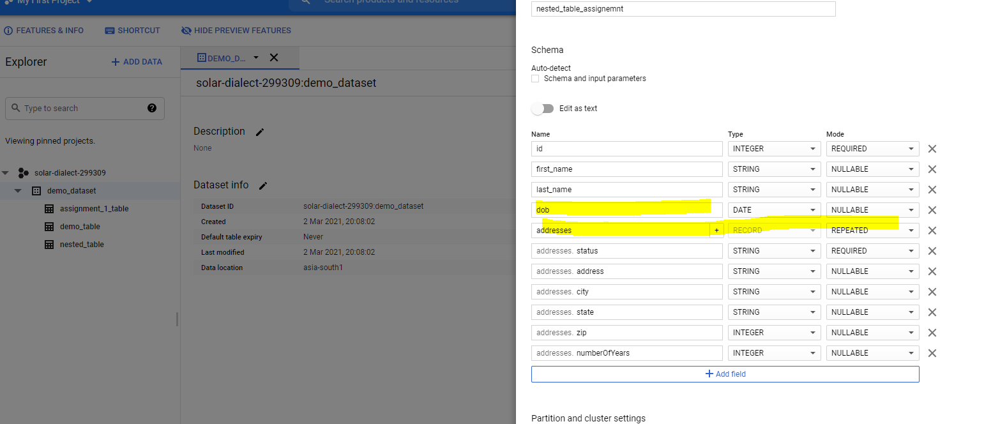 My First Project
Search products and resources
FEATURES & INFO
SHORTCUT
HIDE PREVIEW FEATURES
Explorer
+ ADD DATA
DEMO_D...
solar-dialect-299309:demo_dataset
Type to search
?
Viewing pinned projects.
solar-dialect-299309
demo_dataset
assignment_1_table
demo_table
nested_table
Description
None
Dataset info
Dataset ID solar-dialect-299309:demo_dataset
Created 2 Mar 2021, 20:08:02
Default table expiry Never
Last modified 2 Mar 2021, 20:08:02
Data location asia-south1
nested_table_assignemnt
Schema
Auto-detect
Schema and input parameters
Edit as text
Name Type Mode
id INTEGER REQUIRED
first_name STRING NULLABLE
last_name STRING NULLABLE
dob DATE NULLABLE
addresses + RECORD REPEATED
addresses. status STRING REQUIRED
addresses. address STRING NULLABLE
addresses. city STRING NULLABLE
addresses. state STRING NULLABLE
addresses. zip INTEGER NULLABLE
addresses. numberOfYears INTEGER NULLABLE
+ Add field
Partition and cluster settings